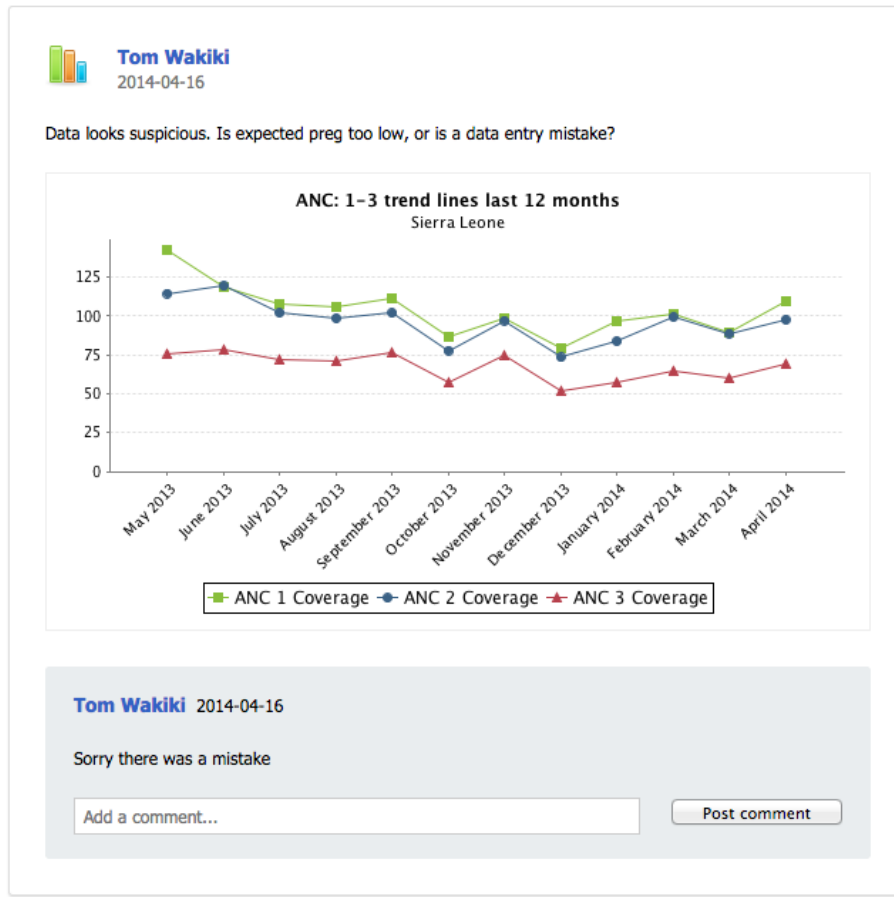 Tom Wakiki
2014-04-16
Data looks suspicious. Is expected preg too low, or is a data entry mistake?
ANC: 1-3 trend lines last 12 months
Sierra Leone
125
100
75
50
25
0
May 2013
June 2013
July 2013
August 2013
September 2013
October 2013
November 2013
December 2013
January 2014
February 2014
March 2014
April 2014
ANC 1 Coverage ANC 2 Coverage ANC 3 Coverage
Tom Wakiki 2014-04-16
Sorry there was a mistake
Add a comment... Post comment